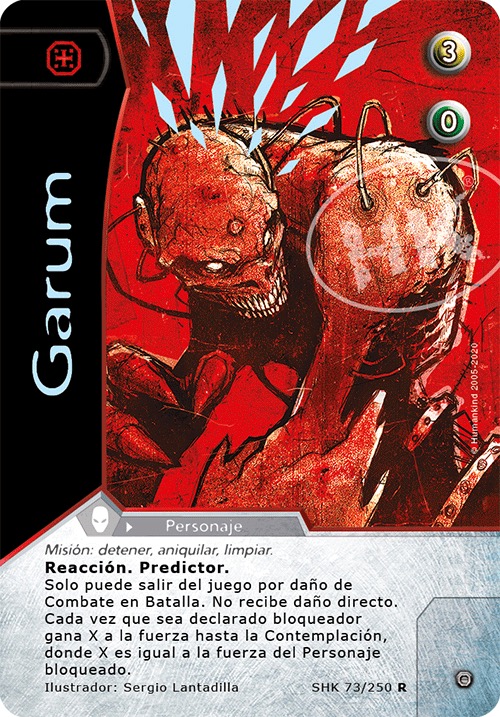 3
0
Garum
HK
®
© Humankind 2005-2020
Personaje
Misión: detener, aniquilar, limpiar.
Reacción. Predictor.
Solo puede salir del juego por daño de
Combate en Batalla. No recibe daño directo.
Cada vez que sea declarado bloqueador
gana X a la fuerza hasta la Contemplación,
donde X es igual a la fuerza del Personaje
bloqueado.
Ilustrador: Sergio Lantadilla SHK 73/250 R